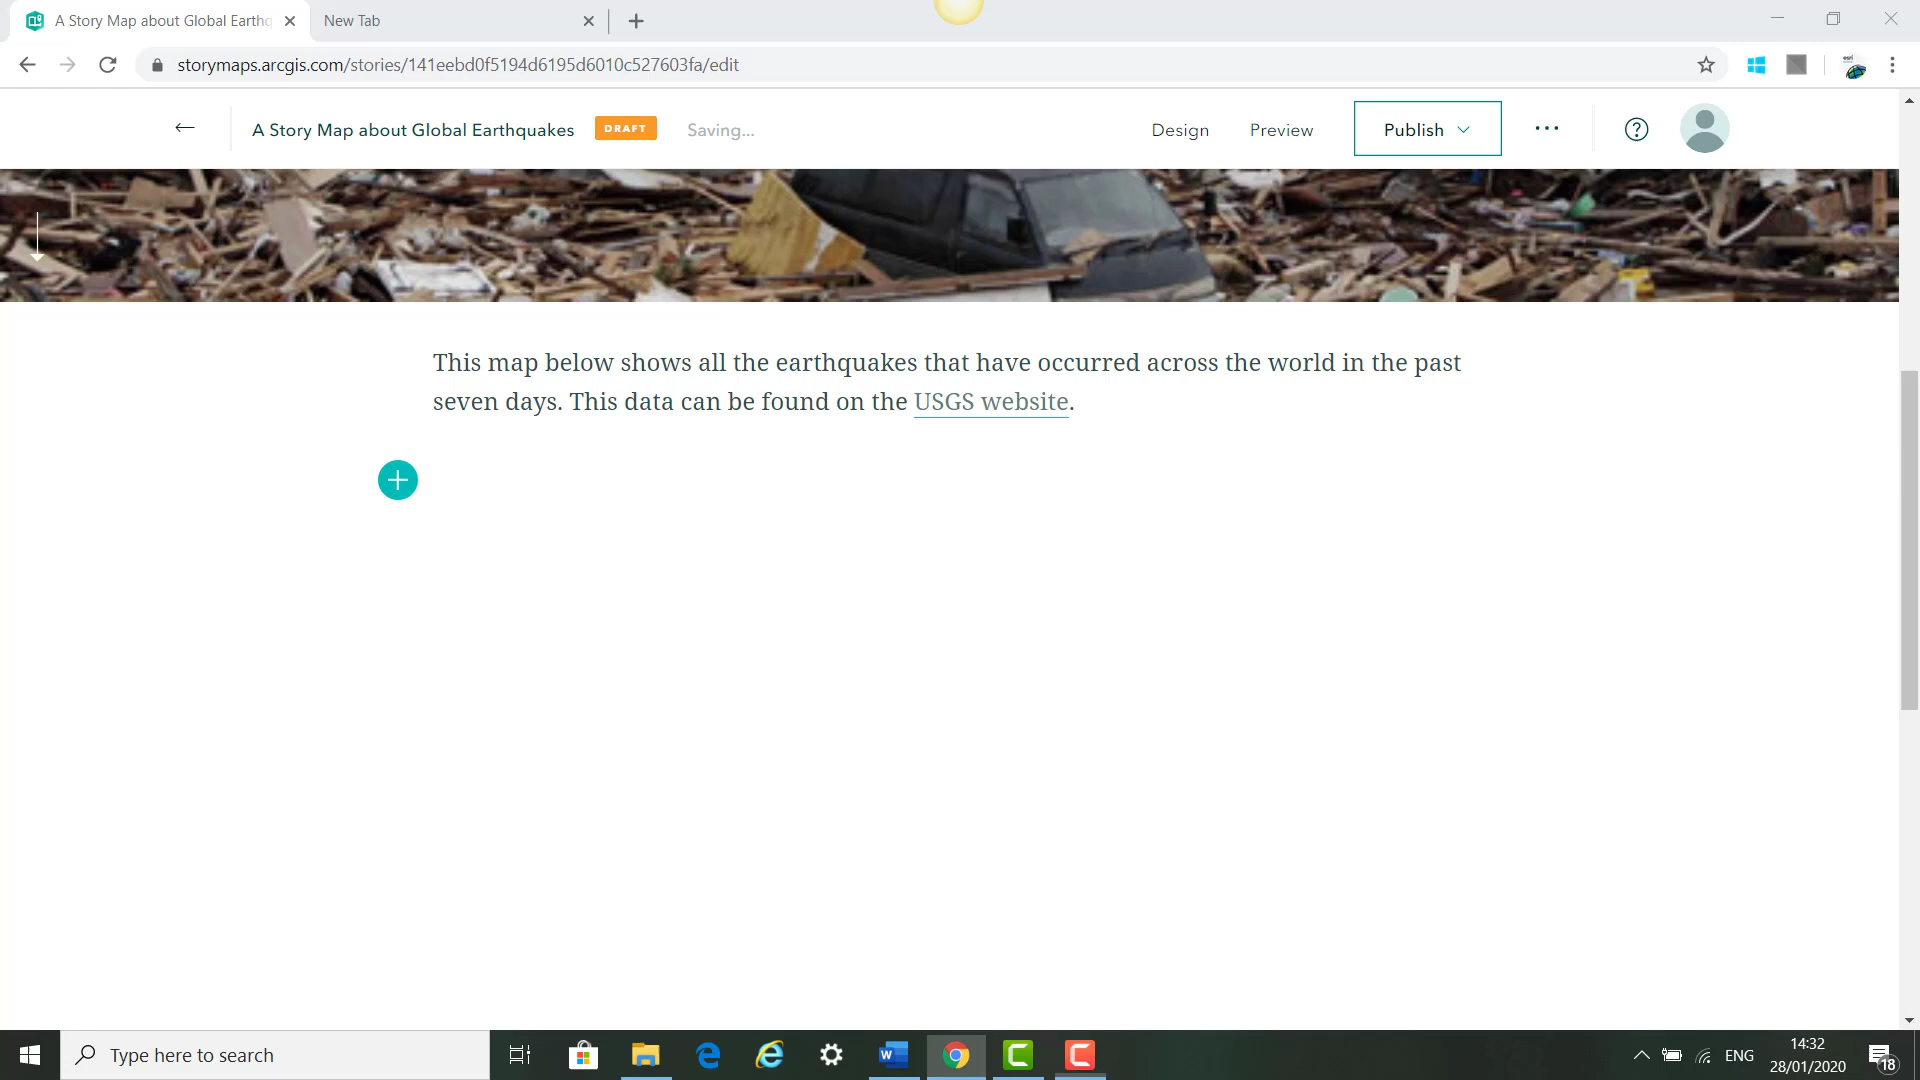 A Story Map about Global Earthq
New Tab
storymaps.arcgis.com/stories/141eebd0f5194d6195d6010c527603fa/edit
esri
A Story Map about Global Earthquakes
DRAFT
Saving...
Design
Preview
Publish
This map below shows all the earthquakes that have occurred across the world in the past
seven days. This data can be found on the USGS website.
Type here to search
ENG
14:32
28/01/2020
18